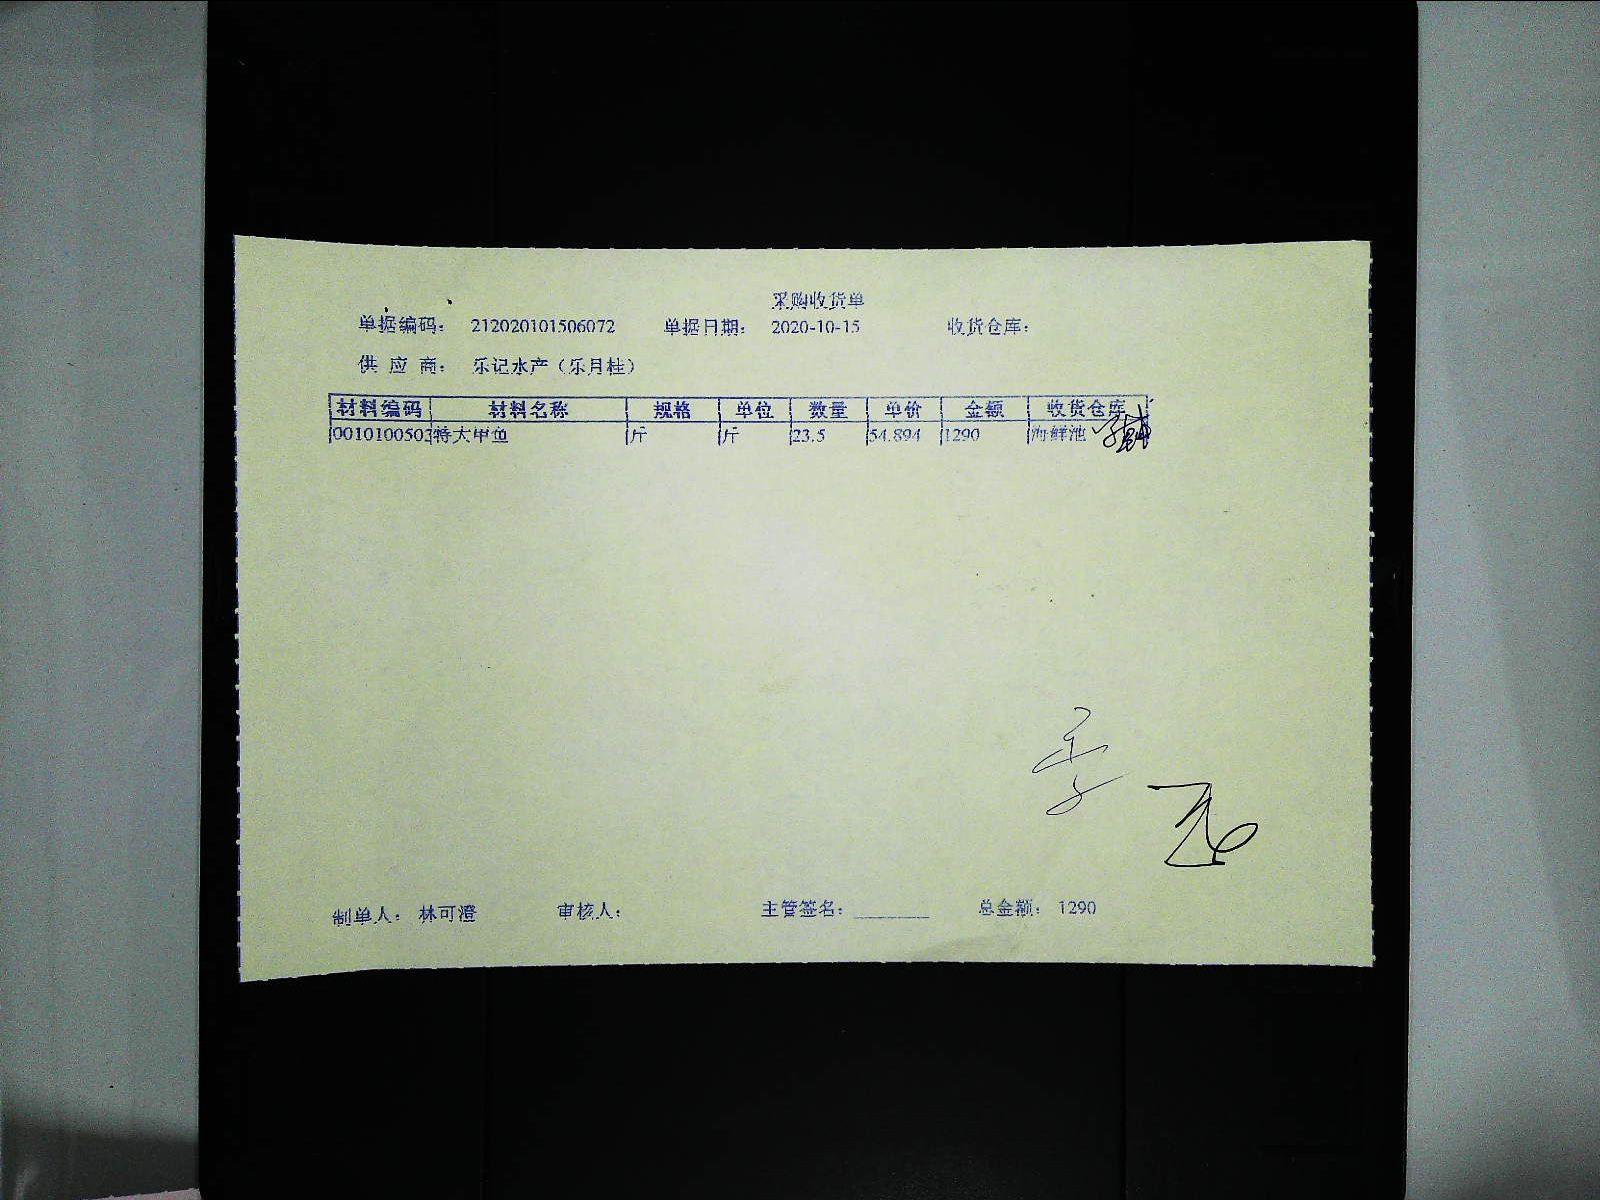 采购收货单
单据编码： 212020101506072 单据日期： 2020-10-15 收货仓库：
供 应 商： 乐记水产（乐月桂）
材料编码 材料名称 规格 单位 数量 单价 金额 收货仓库
0010100503 特大甲鱼 斤 斤 23.5 54.894 1290 海鲜池
制单人： 林可澄 审核人： 主管签名： 总金额： 1290